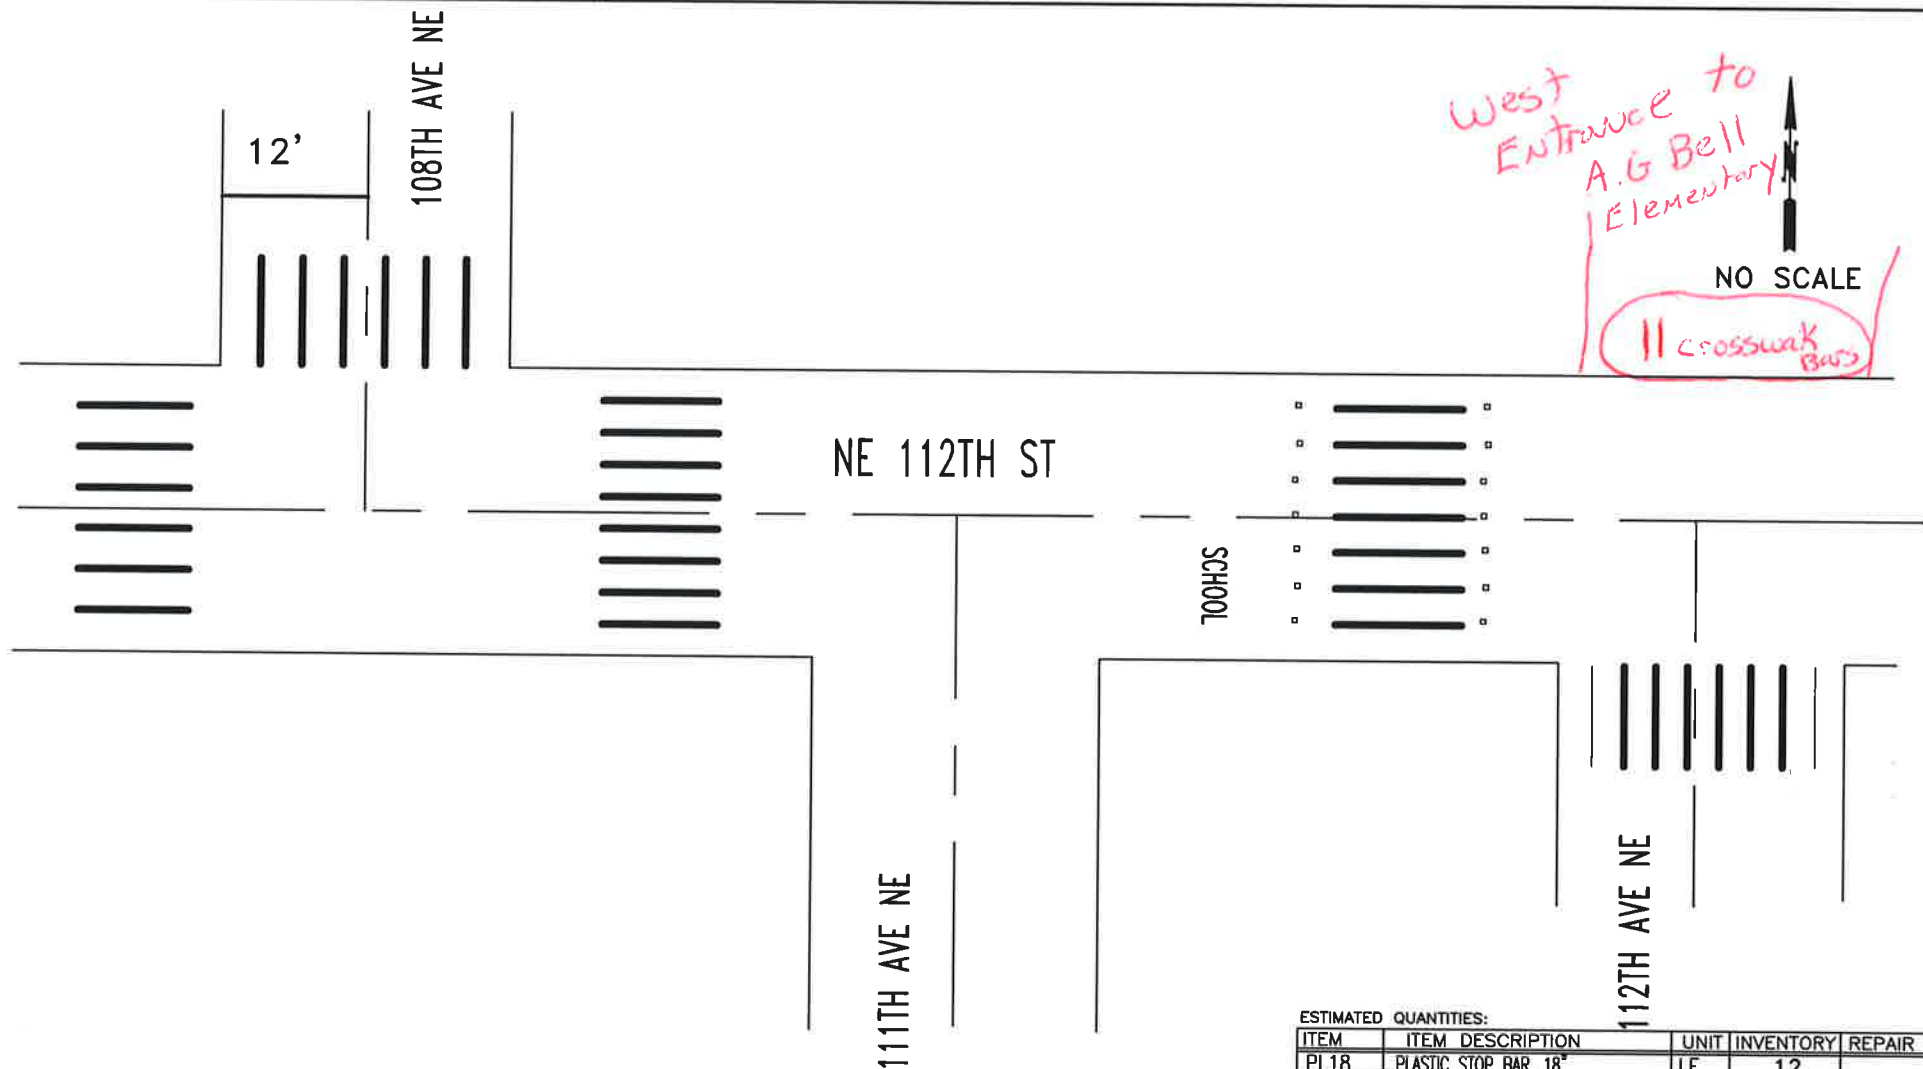 108TH AVE NE
12'
West
Entrance to
A.G Bell
Elementary
N
NO SCALE
11 crosswak
Bars
NE 112TH ST
SCHOOL
111TH AVE NE
112TH AVE NE
ESTIMATED QUANTITIES:
ITEM ITEM DESCRIPTION UNIT INVENTORY REPAIR
PL18 PLASTIC STOP BAR, 18" LF 12